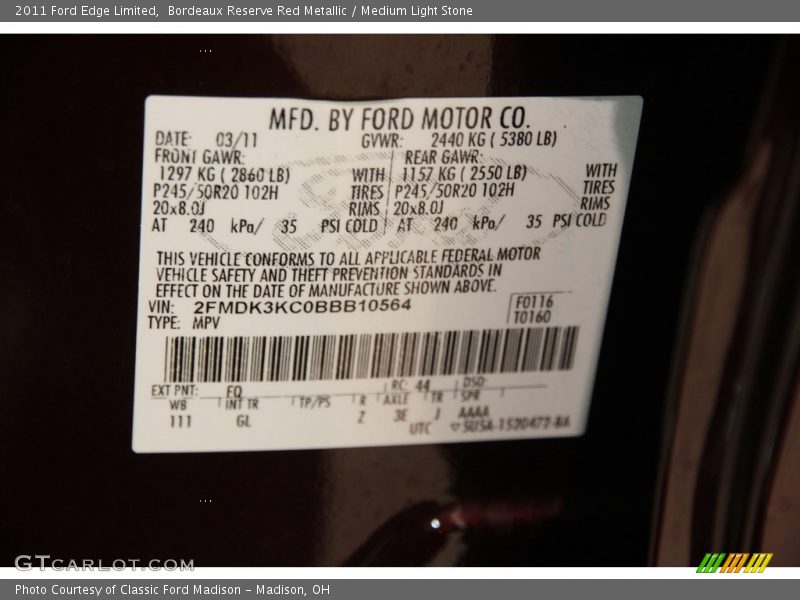 2011 Ford Edge Limited,  Bordeaux Reserve Red Metallic / Medium Light Stone
MFD. BY FORD MOTOR CO.
DATE: 03/11 GVWR: 2440 KG ( 5380 LB)
FRONT GAWR: REAR GAWR:
1297 KG ( 2860 LB) WITH 1157 KG ( 2550 LB) WITH
P245/50R20 102H TIRES P245/50R20 102H TIRES
20x8.0J RIMS 20x8.0J RIMS
AT 240 kPa/ 35 PSI COLD AT 240 kPa/ 35 PSI COLD
THIS VEHICLE CONFORMS TO ALL APPLICABLE FEDERAL MOTOR
VEHICLE SAFETY AND THEFT PREVENTION STANDARDS IN
EFFECT ON THE DATE OF MANUFACTURE SHOWN ABOVE.
VIN: 2FMDK3KC0BBB10564 F0116
TYPE: MPV T0160
EXT PNT: FQ RC: 44 DSO:
WB INT TR TP/PS R AXLE TR SPR
111 GL Z 3E J AAAA
UTC
GTCARLOT.COM
Photo Courtesy of Classic Ford Madison - Madison, OH